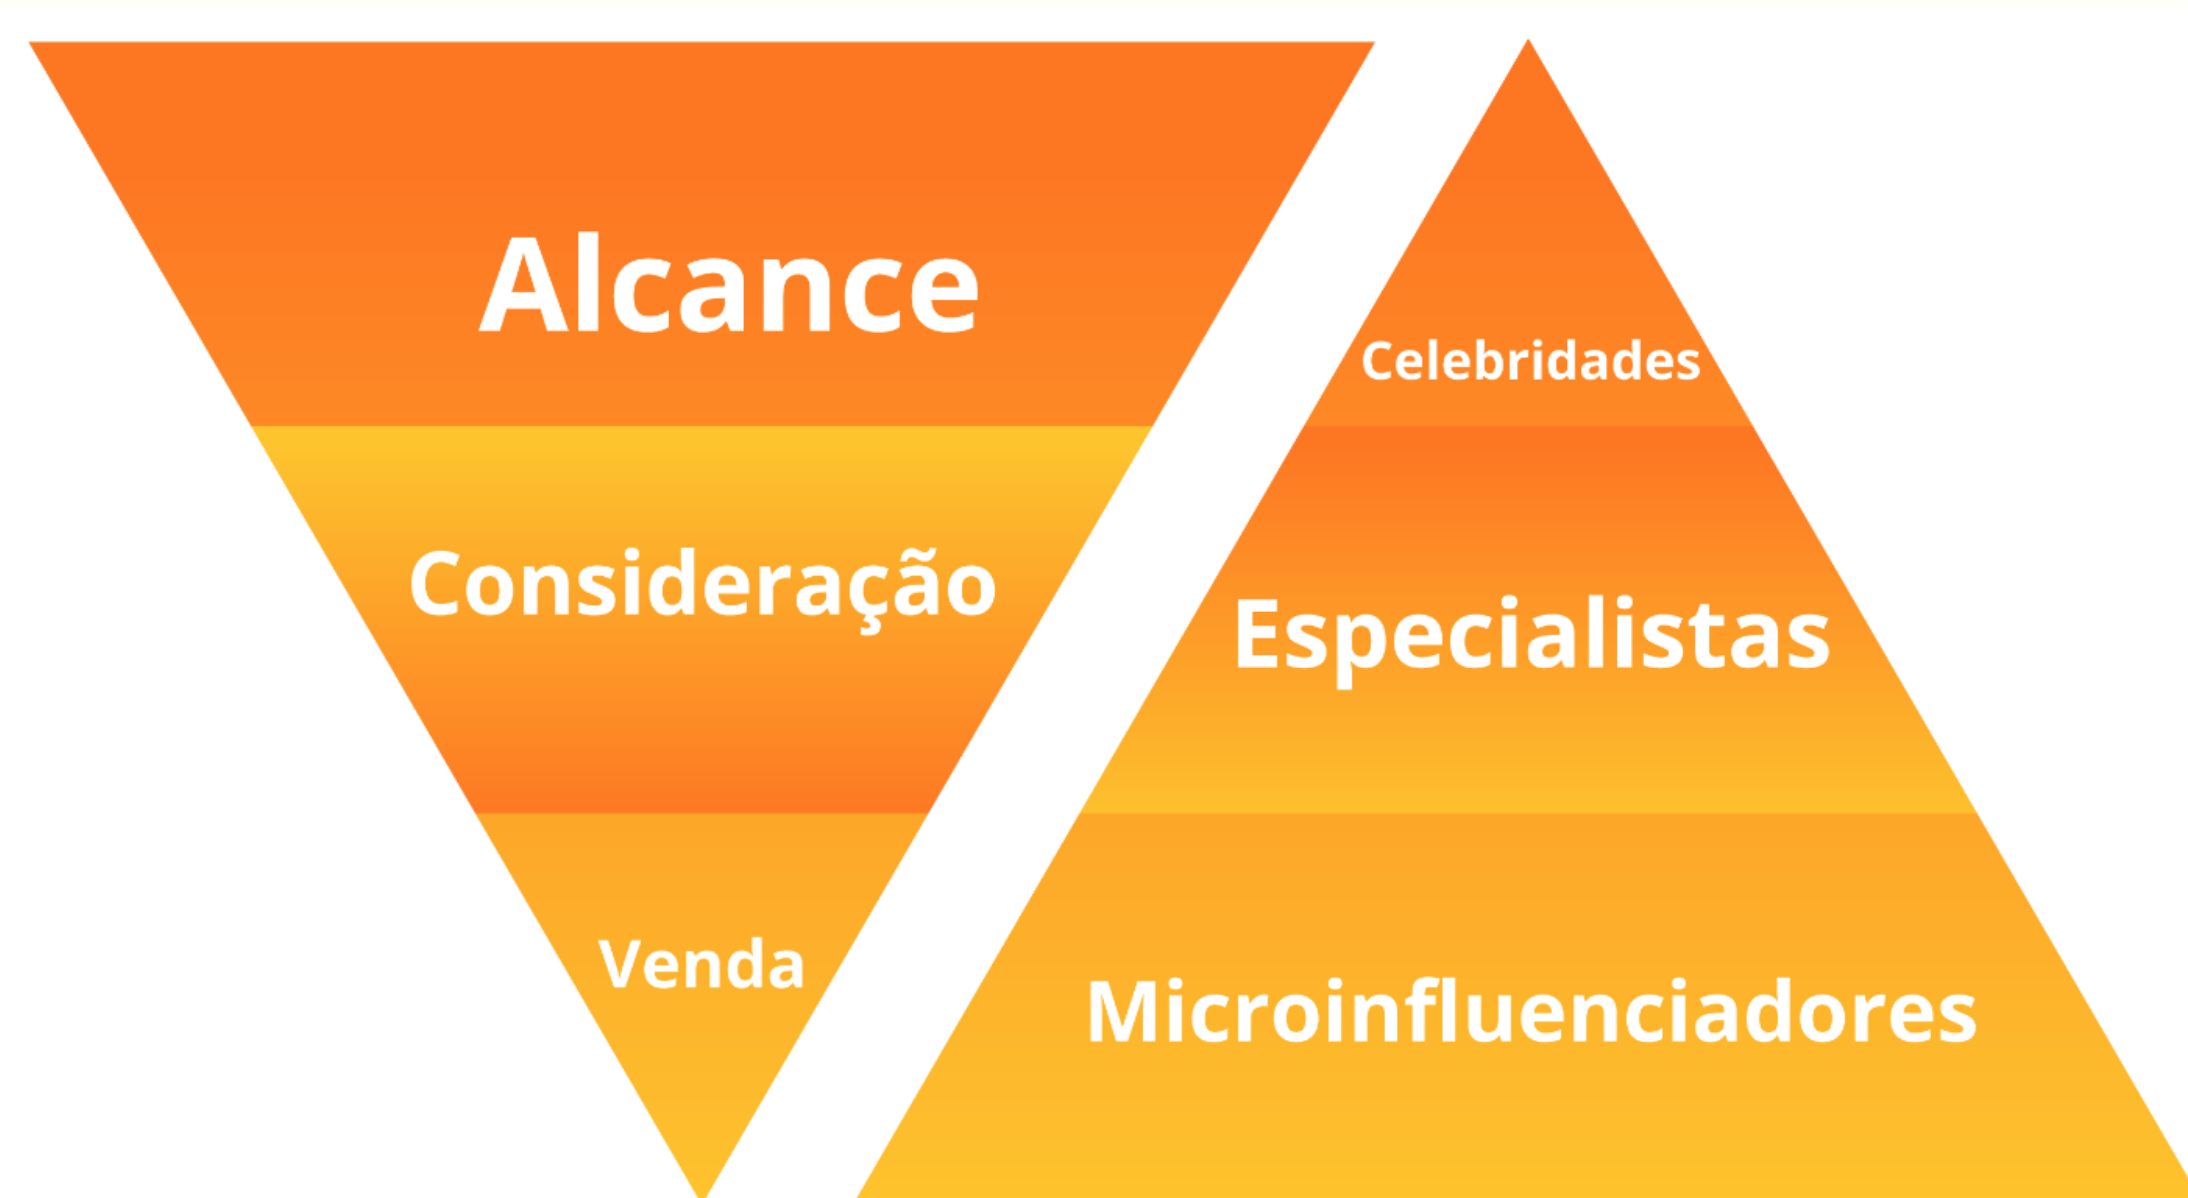 Alcance
Consideração
Venda
Celebridades
Especialistas
Microinfluenciadores